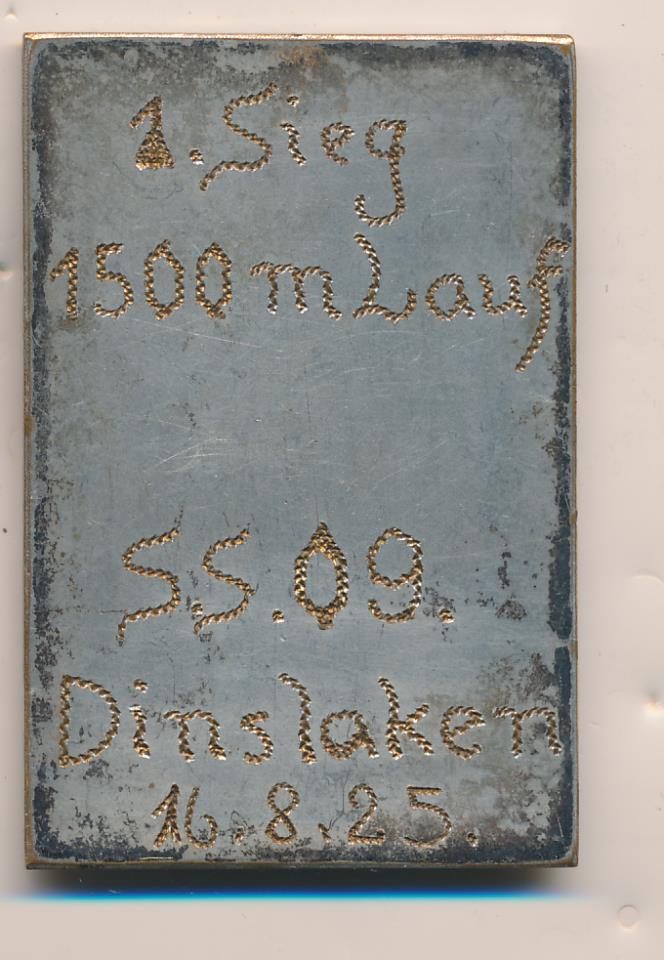 1. Sieg
1500 m Lauf
S.S. 09.
Dinslaken
16.8.25.